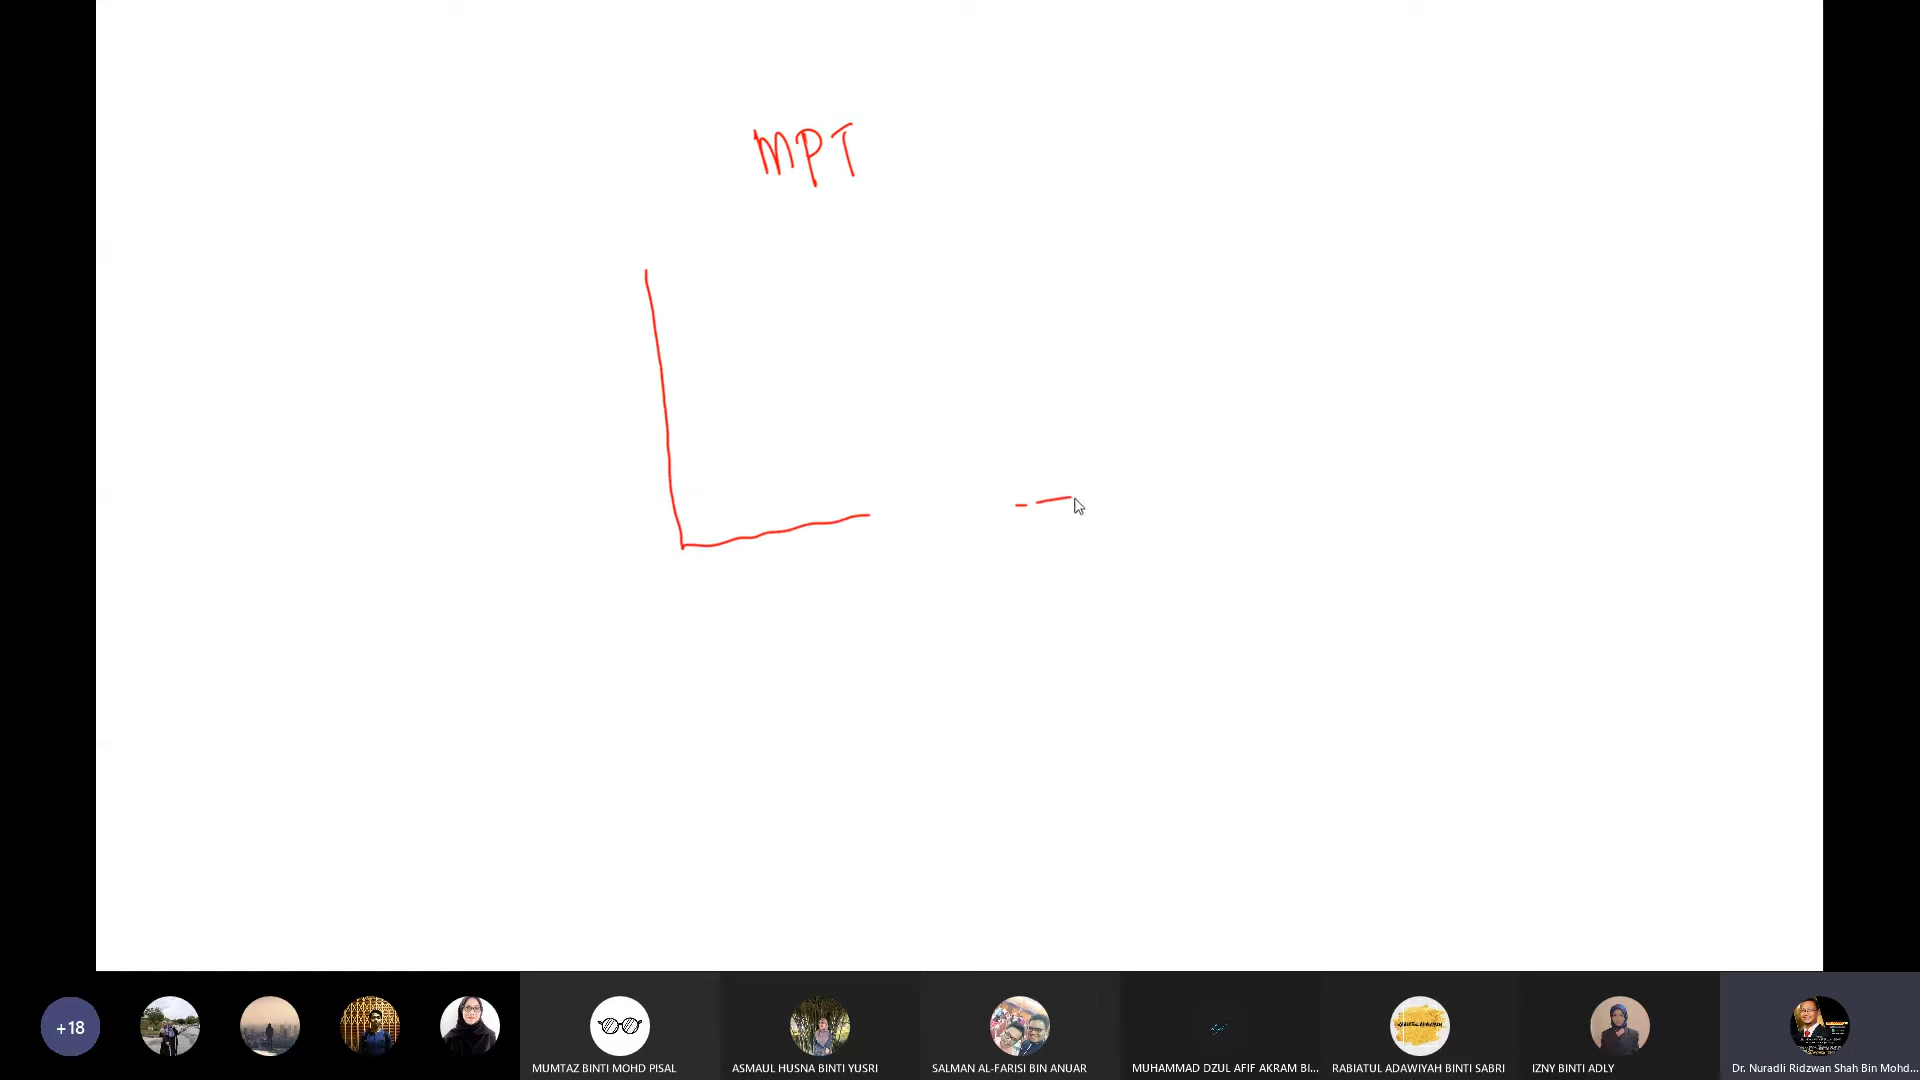 MPT
+18
MUMTAZ BINTI MOHD PISAL
ASMAUL HUSNA BINTI YUSRI
SALMAN AL-FARISI BIN ANUAR
MUHAMMAD DZUL AFIF AKRAM BI...
RABIATUL ADAWIYAH BINTI SABRI
IZNY BINTI ADLY
Dr. Nuradli Ridzwan Shah Bin Mohd...